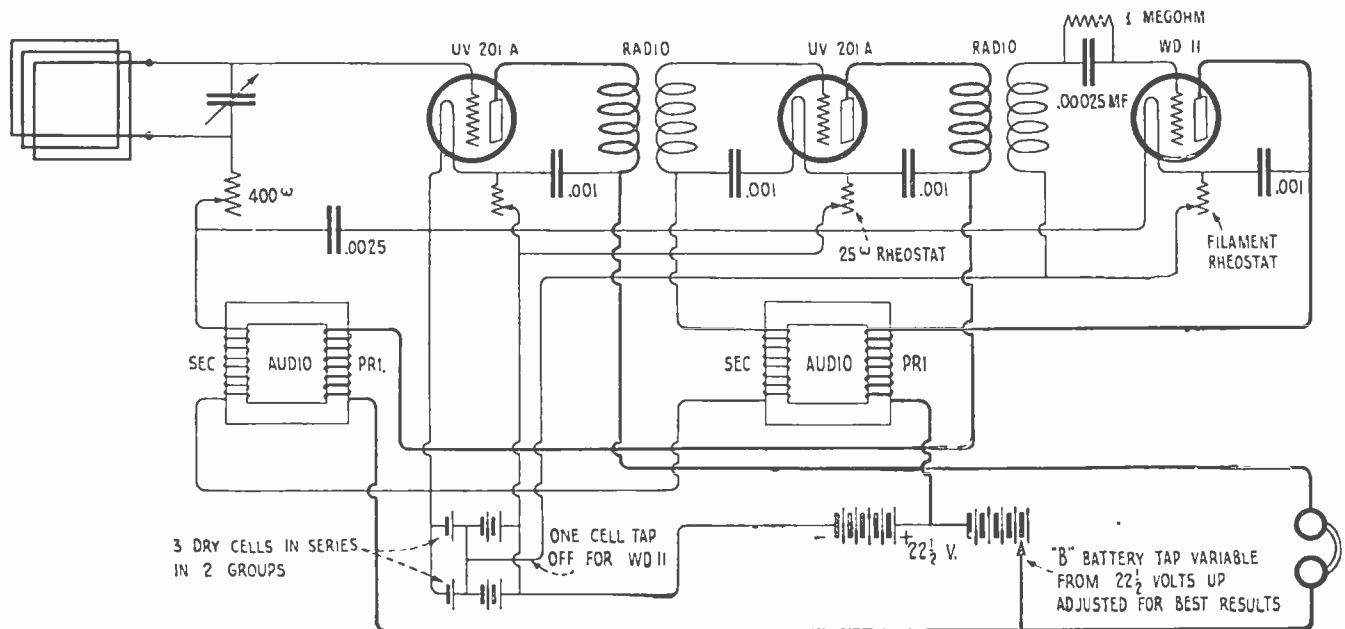 UV 201 A
RADIO
UV 201 A
RADIO
1 MEGOHM
WD 11
.00025 MF
400 ω
.001
.001
.001
.001
.0025
25 ω RHEOSTAT
FILAMENT
RHEOSTAT
SEC
AUDIO
PRI.
SEC
AUDIO
PRI
3 DRY CELLS IN SERIES
IN 2 GROUPS
ONE CELL TAP
OFF FOR WD 11
- +
22½ V.
"B" BATTERY TAP VARIABLE
FROM 22½ VOLTS UP
ADJUSTED FOR BEST RESULTS